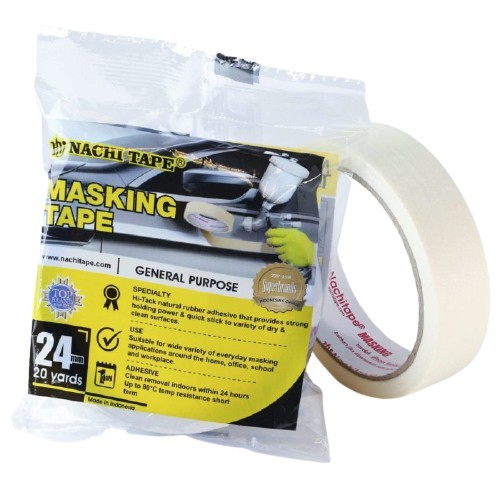 NACHI TAPE®
MASKING
TAPE
www.nachitape.com
GENERAL PURPOSE
Superbrands
TOP
SPECIALTY
Hi-Tack natural rubber adhesive that provides strong
holding power & quick stick to variety of dry &
clean surfaces.
USE
Suitable for wide variety of everyday masking
applications around the home, office, school
and workplace.
ADHESIVE
Clean removal indoors within 24 hours
Up to 80°C temp resistance short
term
24mm
20 yards
Made in Indonesia
Nachitape® MASKING